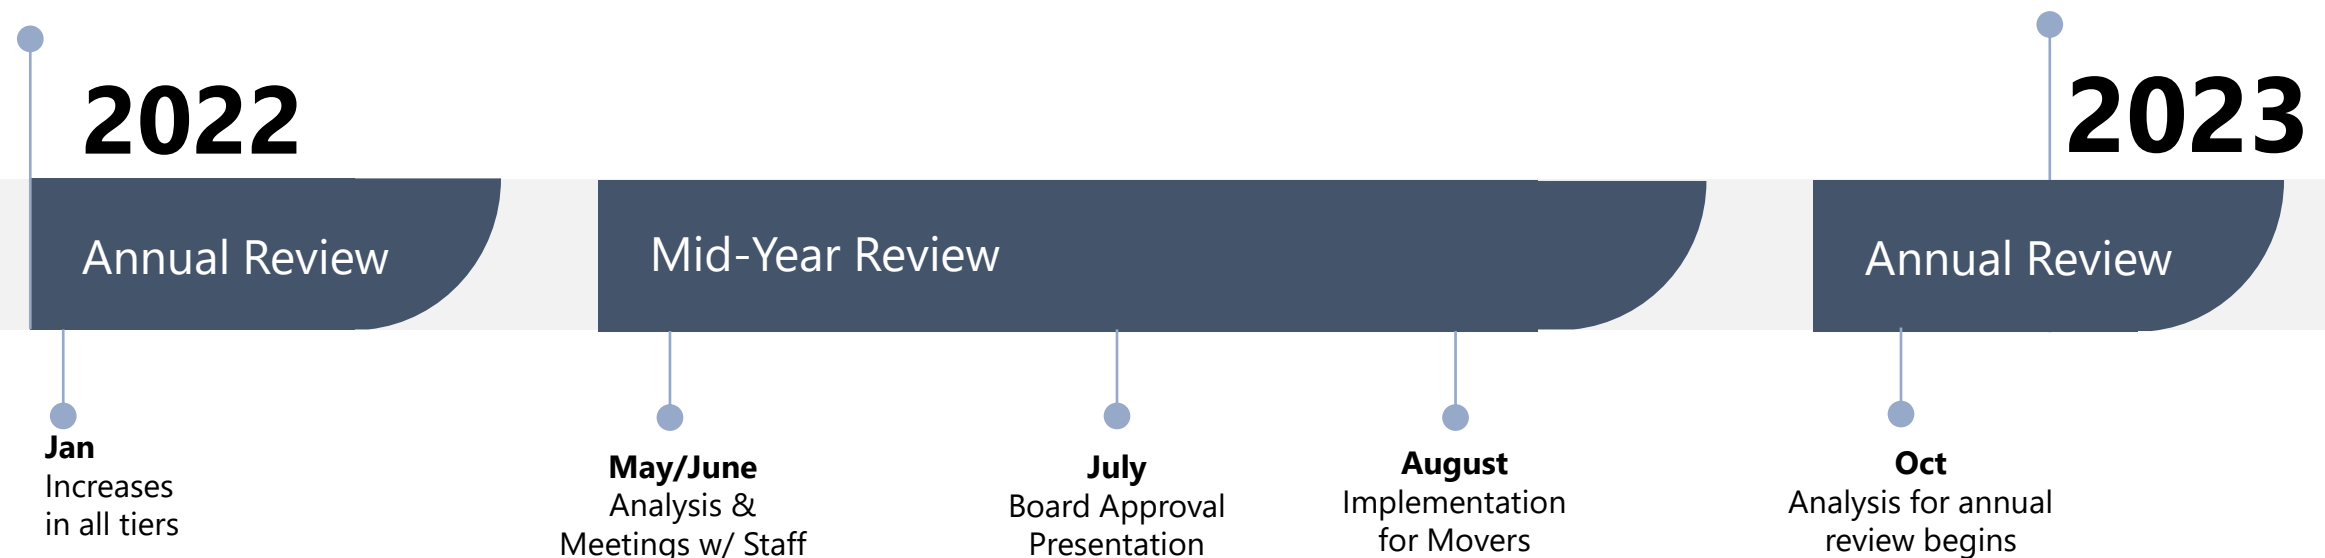 2022
2023
Annual Review
Mid-Year Review
Annual Review
Jan
Increases
in all tiers
May/June
Analysis &
Meetings w/ Staff
July
Board Approval
Presentation
August
Implementation
for Movers
Oct
Analysis for annual
review begins